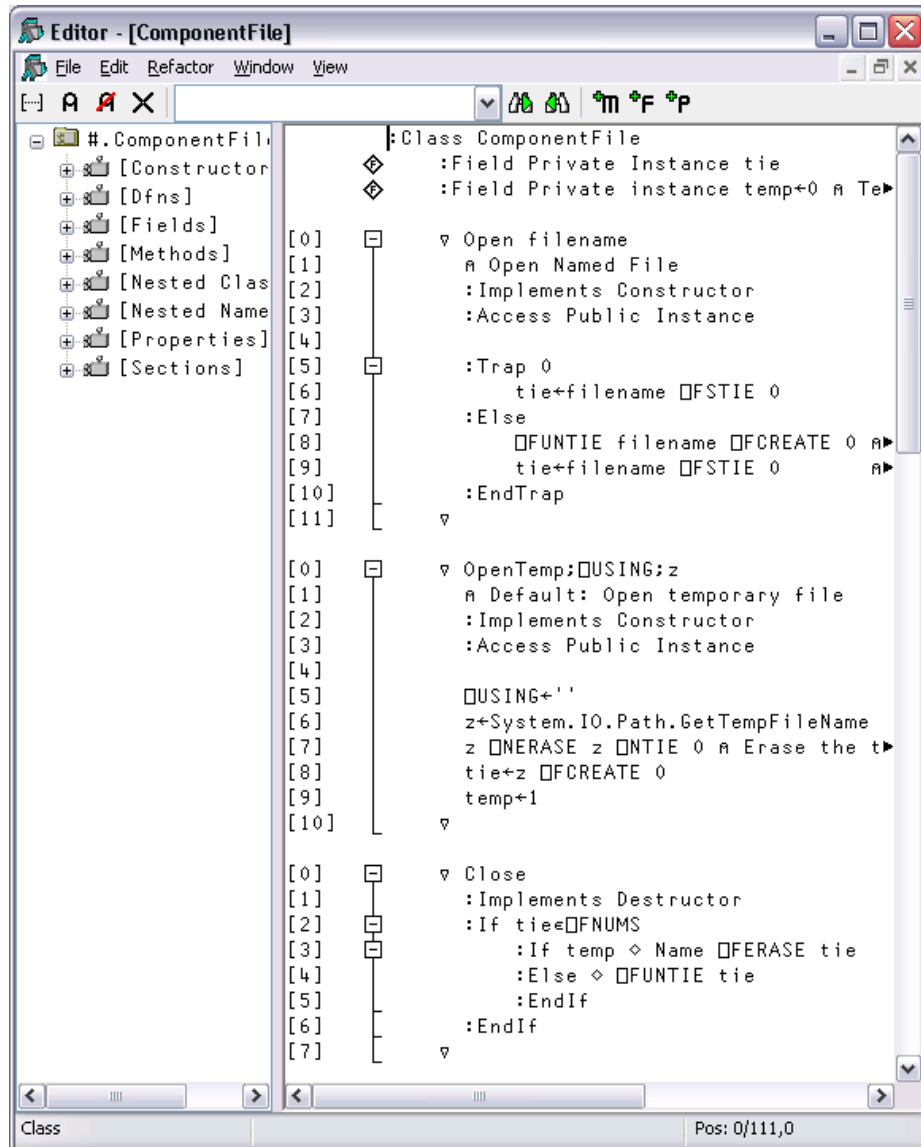 Editor - [ComponentFile]
File Edit Refactor Window View
#.ComponentFil
[Constructor
[Dfns]
[Fields]
[Methods]
[Nested Clas
[Nested Name
[Properties]
[Sections]
:Class ComponentFile
:Field Private Instance tie
:Field Private instance temp←0 ⍝ Te
[0] ∇ Open filename
[1] ⍝ Open Named File
[2] :Implements Constructor
[3] :Access Public Instance
[4]
[5] :Trap 0
[6] tie←filename ⎕FSTIE 0
[7] :Else
[8] ⎕FUNTIE filename ⎕FCREATE 0 ⍝
[9] tie←filename ⎕FSTIE 0 ⍝
[10] :EndTrap
[11] ∇
[0] ∇ OpenTemp;⎕USING;z
[1] ⍝ Default: Open temporary file
[2] :Implements Constructor
[3] :Access Public Instance
[4]
[5] ⎕USING←''
[6] z←System.IO.Path.GetTempFileName
[7] z ⎕NERASE z ⎕NTIE 0 ⍝ Erase the t
[8] tie←z ⎕FCREATE 0
[9] temp←1
[10] ∇
[0] ∇ Close
[1] :Implements Destructor
[2] :If tie∊⎕FNUMS
[3] :If temp ⋄ Name ⎕FERASE tie
[4] :Else ⋄ ⎕FUNTIE tie
[5] :EndIf
[6] :EndIf
[7] ∇
Class Pos: 0/111,0